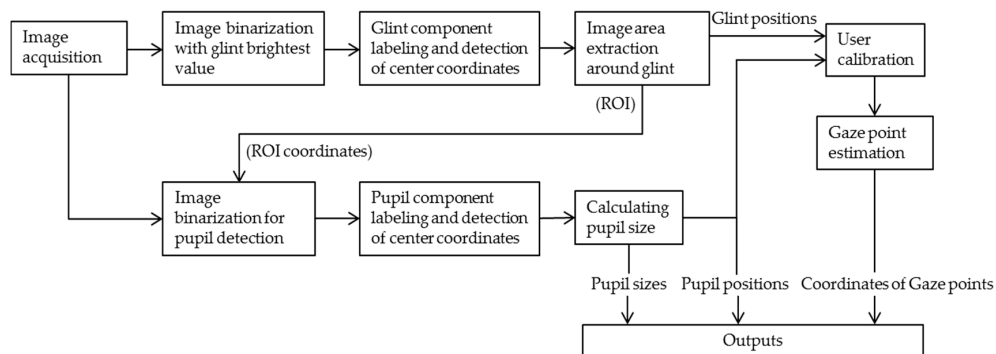 Image
acquisition
Image binarization
with glint brightest
value
Glint component
labeling and detection
of center coordinates
Image area
extraction
around glint
Glint positions
User
calibration
(ROI)
(ROI coordinates)
Gaze point
estimation
Image
binarization for
pupil detection
Pupil component
labeling and detection
of center coordinates
Calculating
pupil size
Pupil sizes
Pupil positions
Coordinates of Gaze points
Outputs